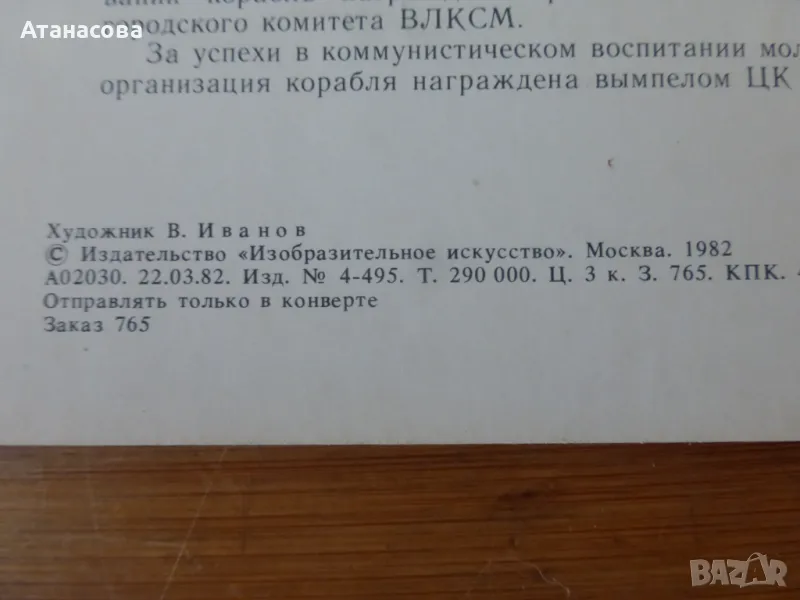 Атанасова
городского комитета ВЛКСМ.
За успехи в коммунистическом воспитании мол
организация корабля награждена вымпелом ЦК
Художник В. Иванов
© Издательство «Изобразительное искусство». Москва. 1982
А02030. 22.03.82. Изд. № 4-495. Т. 290 000. Ц. 3 к. З. 765. КПК.
Отправлять только в конверте
Заказ 765
BAZAR